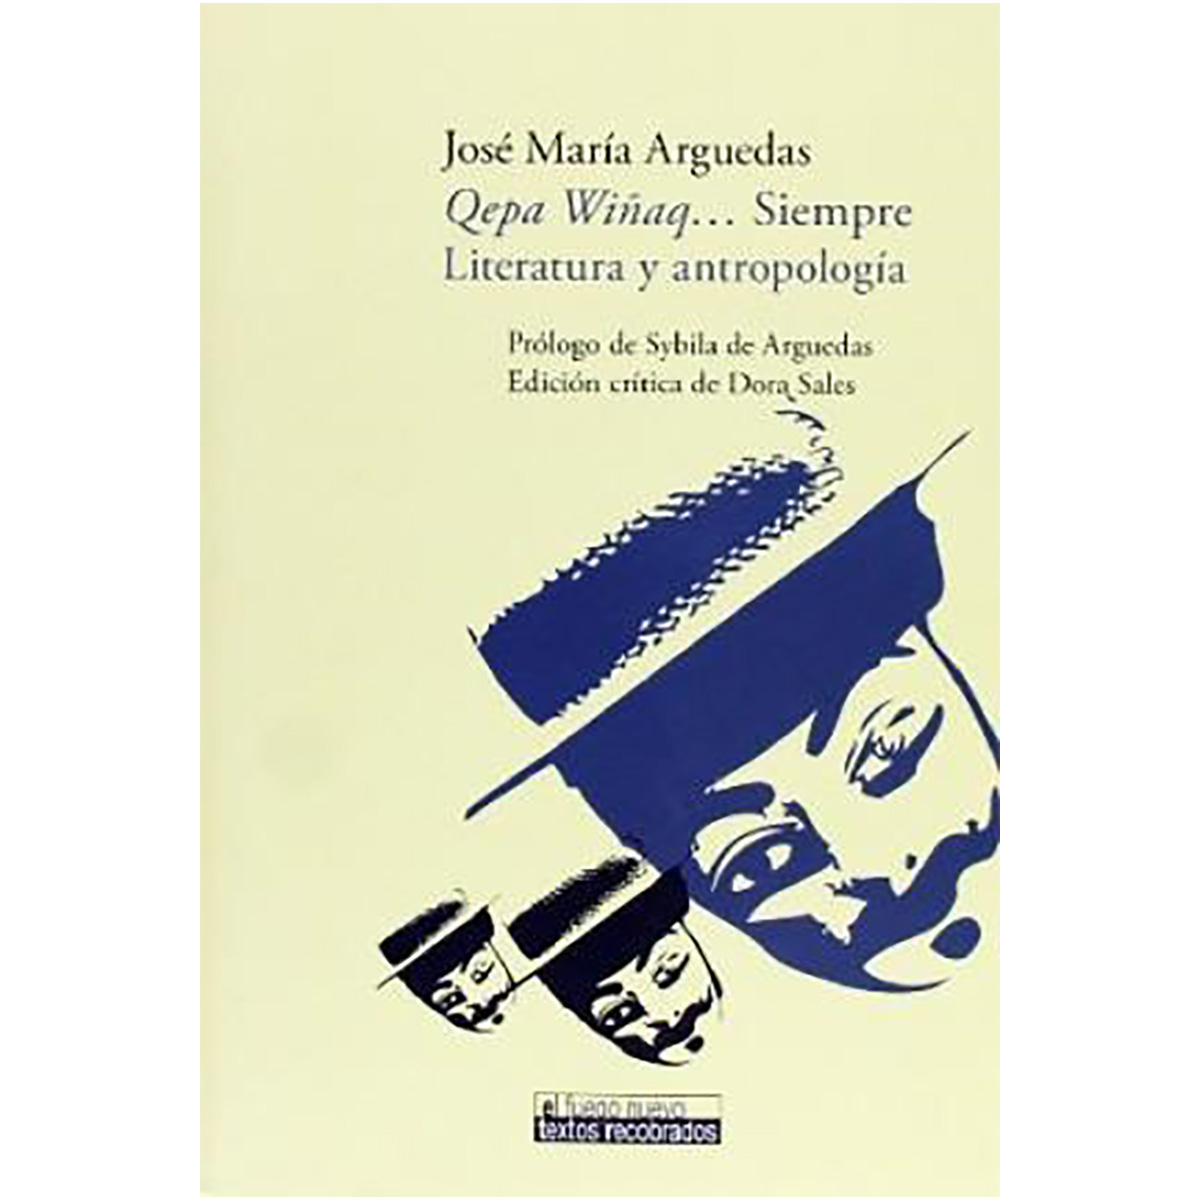 José María Arguedas
Qepa Wiñaq... Siempre
Literatura y antropología
Prólogo de Sybila de Arguedas
Edición crítica de Dora Sales
el fuego nuevo
textos recobrados